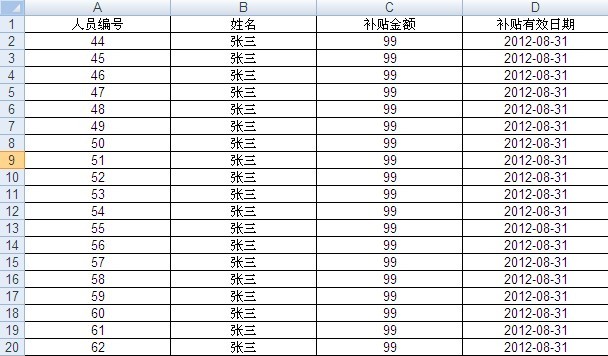 A B C D
1 人员编号 姓名 补贴金额 补贴有效日期
2 44 张三 99 2012-08-31
3 45 张三 99 2012-08-31
4 46 张三 99 2012-08-31
5 47 张三 99 2012-08-31
6 48 张三 99 2012-08-31
7 49 张三 99 2012-08-31
8 50 张三 99 2012-08-31
9 51 张三 99 2012-08-31
10 52 张三 99 2012-08-31
11 53 张三 99 2012-08-31
12 54 张三 99 2012-08-31
13 55 张三 99 2012-08-31
14 56 张三 99 2012-08-31
15 57 张三 99 2012-08-31
16 58 张三 99 2012-08-31
17 59 张三 99 2012-08-31
18 60 张三 99 2012-08-31
19 61 张三 99 2012-08-31
20 62 张三 99 2012-08-31